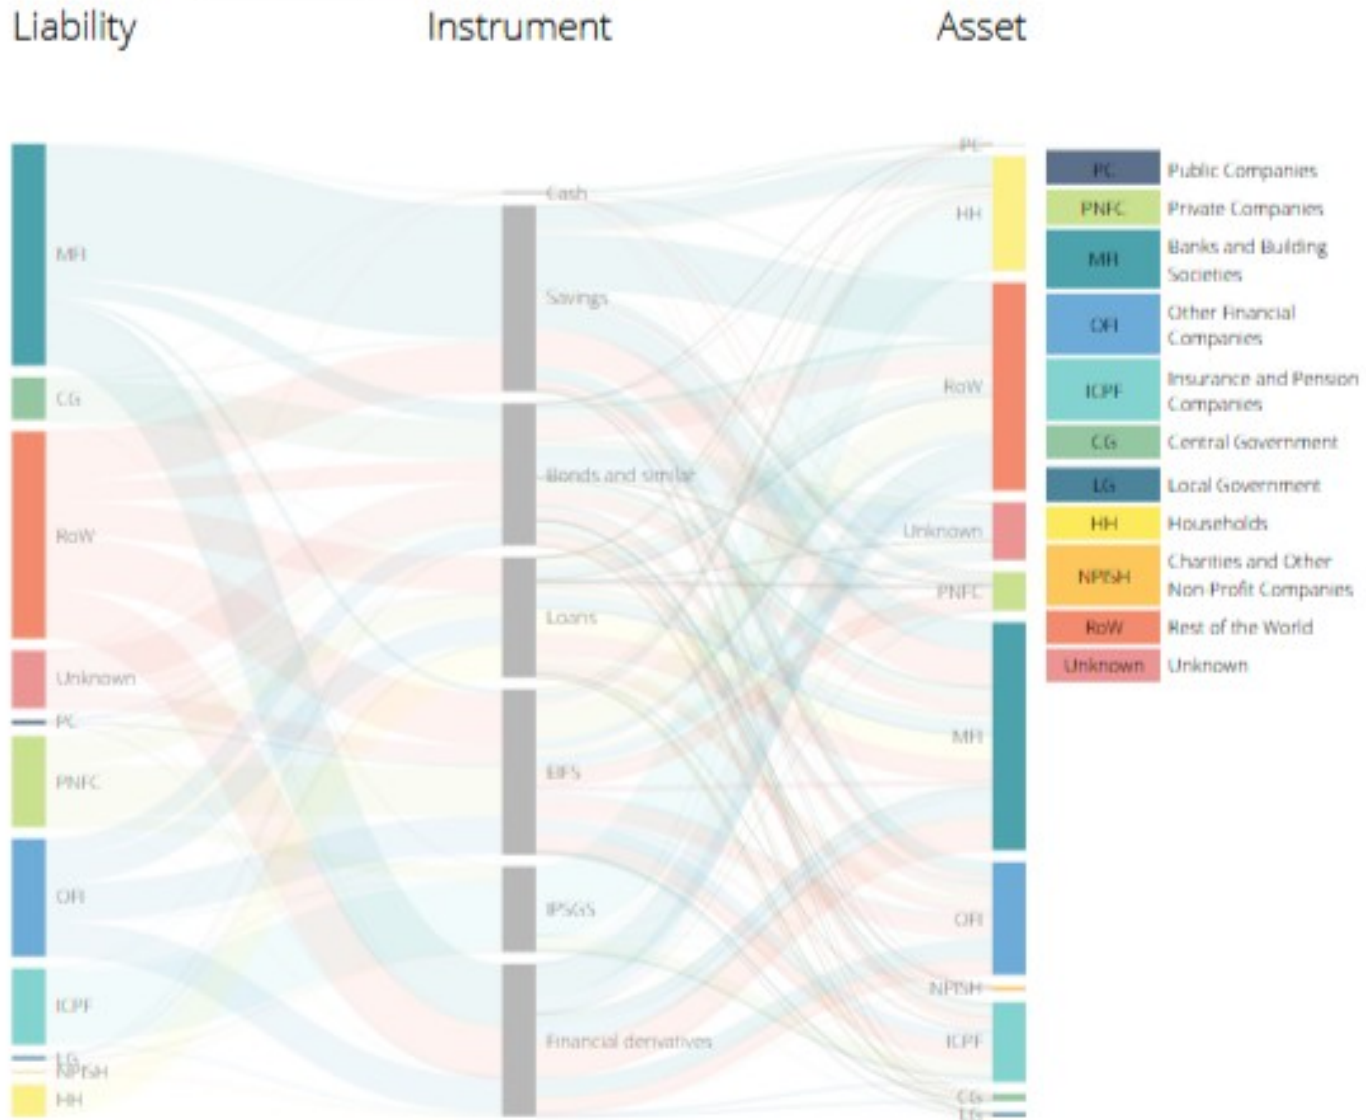 Liability Instrument Asset
MFI
CG
RoW
Unknown
PC
PNFC
OFI
ICPF
LG
NPISH
HH
Cash
Savings
Bonds and similar
Loans
EIFS
IPSGS
Financial derivatives
PC
HH
RoW
Unknown
PNFC
MFI
OFI
NPISH
ICPF
CG
LG
PC Public Companies
PNFC Private Companies
MFI Banks and Building
Societies
OFI Other Financial
Companies
ICPF Insurance and Pension
Companies
CG Central Government
LG Local Government
HH Households
NPISH Charities and Other
Non-Profit Companies
RoW Rest of the World
Unknown Unknown